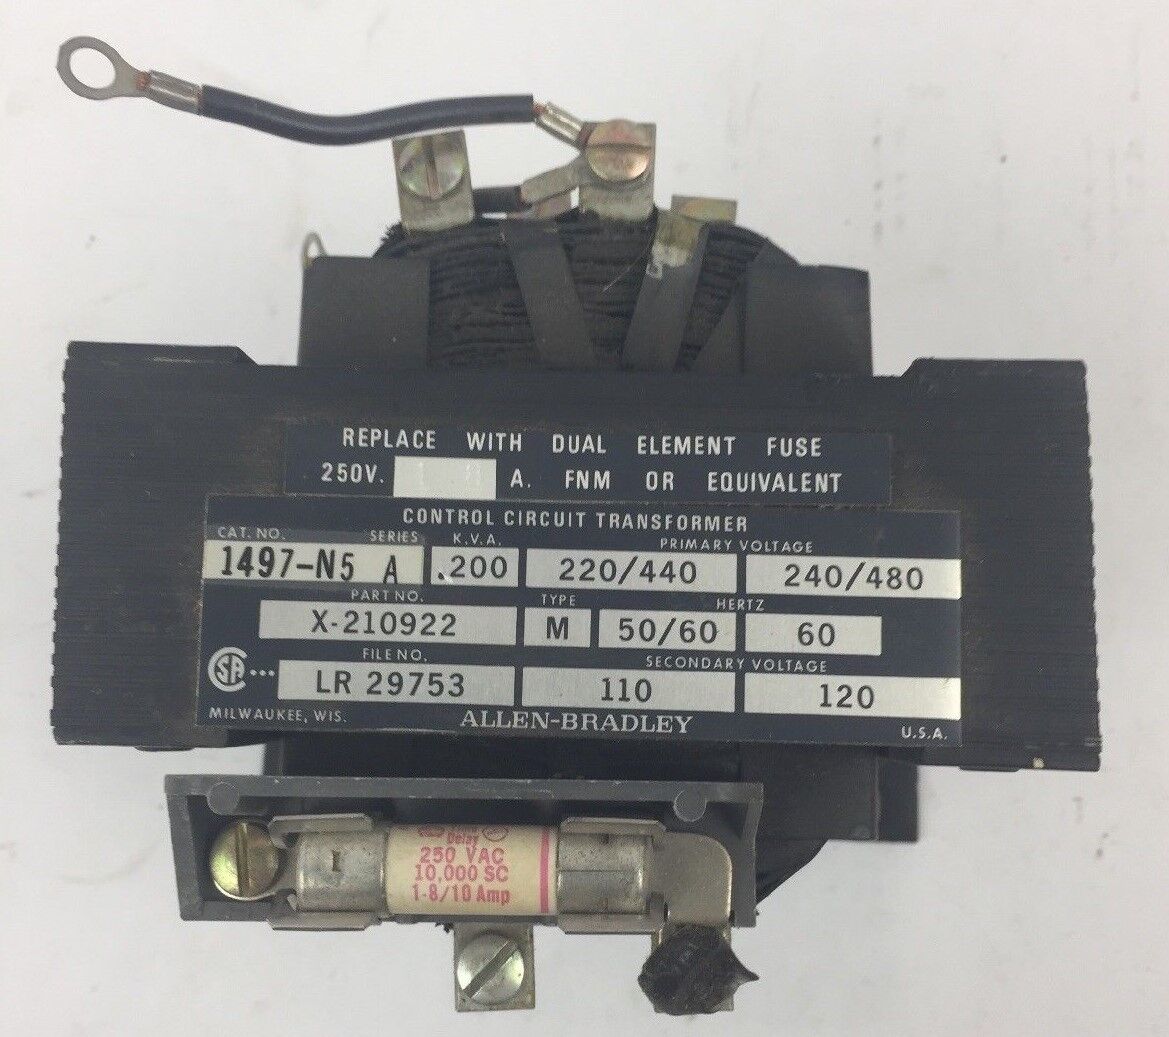 REPLACE WITH DUAL ELEMENT FUSE
250V. A. FNM OR EQUIVALENT
CONTROL CIRCUIT TRANSFORMER
CAT. NO. SERIES K.V.A. PRIMARY VOLTAGE
1497-N5 A .200 220/440 240/480
PART NO. TYPE HERTZ
X-210922 M 50/60 60
FILE NO. SECONDARY VOLTAGE
SA LR 29753 110 120
MILWAUKEE, WIS. ALLEN-BRADLEY U.S.A.
Delay
250 VAC
10,000 SC
1-8/10 Amp